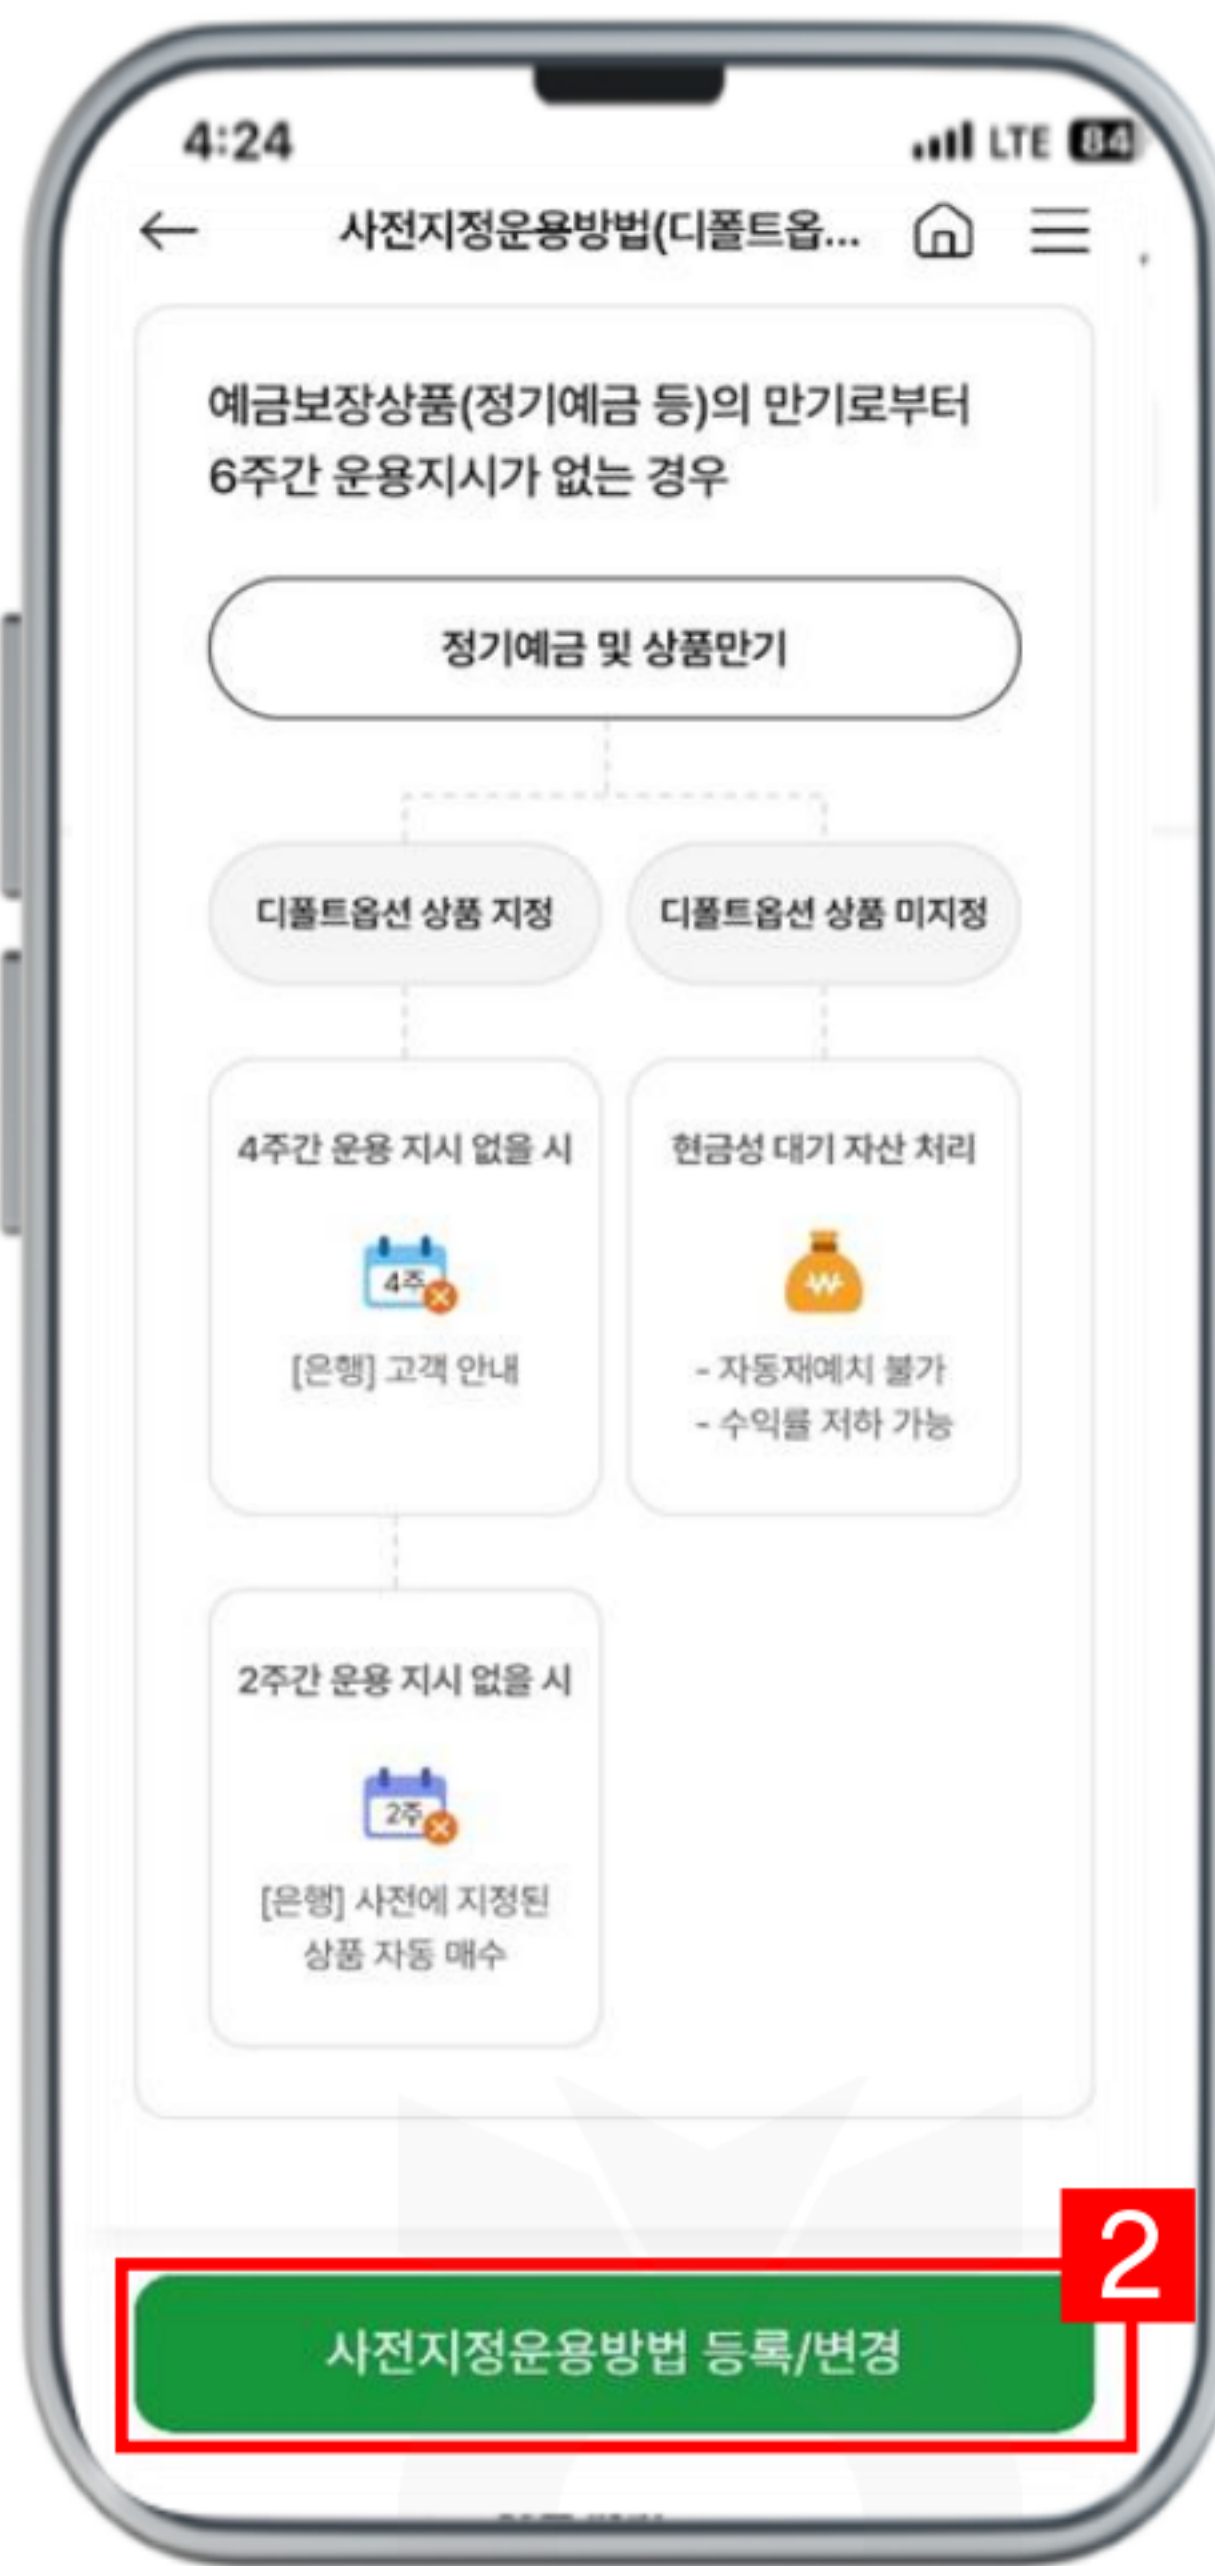 4:24
LTE 84
사전지정운용방법(디폴트옵...
예금보장상품(정기예금 등)의 만기로부터
6주간 운용지시가 없는 경우
정기예금 및 상품만기
디폴트옵션 상품 지정
디폴트옵션 상품 미지정
4주간 운용 지시 없을 시
4주
[은행] 고객 안내
현금성 대기 자산 처리
₩
- 자동재예치 불가
- 수익률 저하 가능
2주간 운용 지시 없을 시
2주
[은행] 사전에 지정된
상품 자동 매수
2
사전지정운용방법 등록/변경